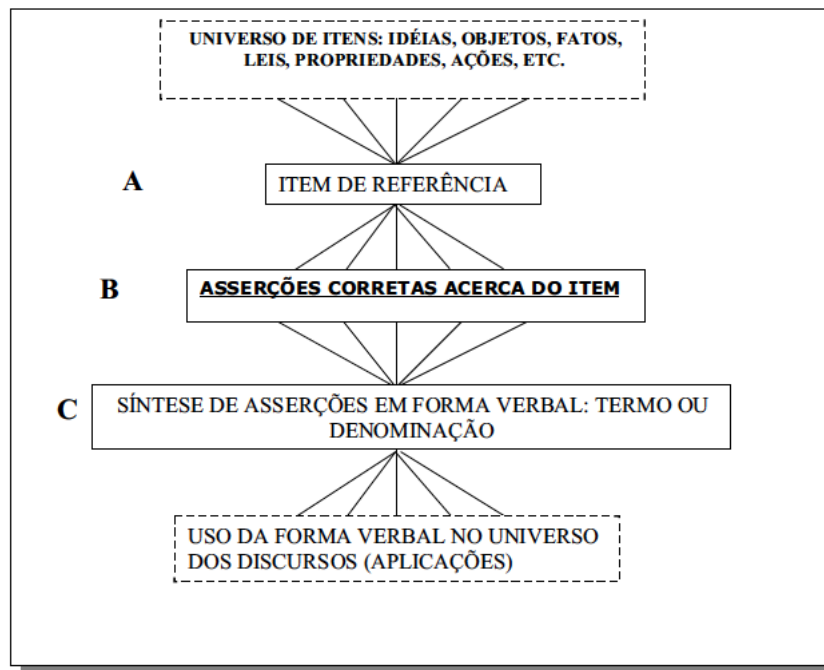 UNIVERSO DE ITENS: IDÉIAS, OBJETOS, FATOS,
LEIS, PROPRIEDADES, AÇÕES, ETC.
A
ITEM DE REFERÊNCIA
B
ASSERÇÕES CORRETAS ACERCA DO ITEM
C
SÍNTESE DE ASSERÇÕES EM FORMA VERBAL: TERMO OU
DENOMINAÇÃO
USO DA FORMA VERBAL NO UNIVERSO
DOS DISCURSOS (APLICAÇÕES)